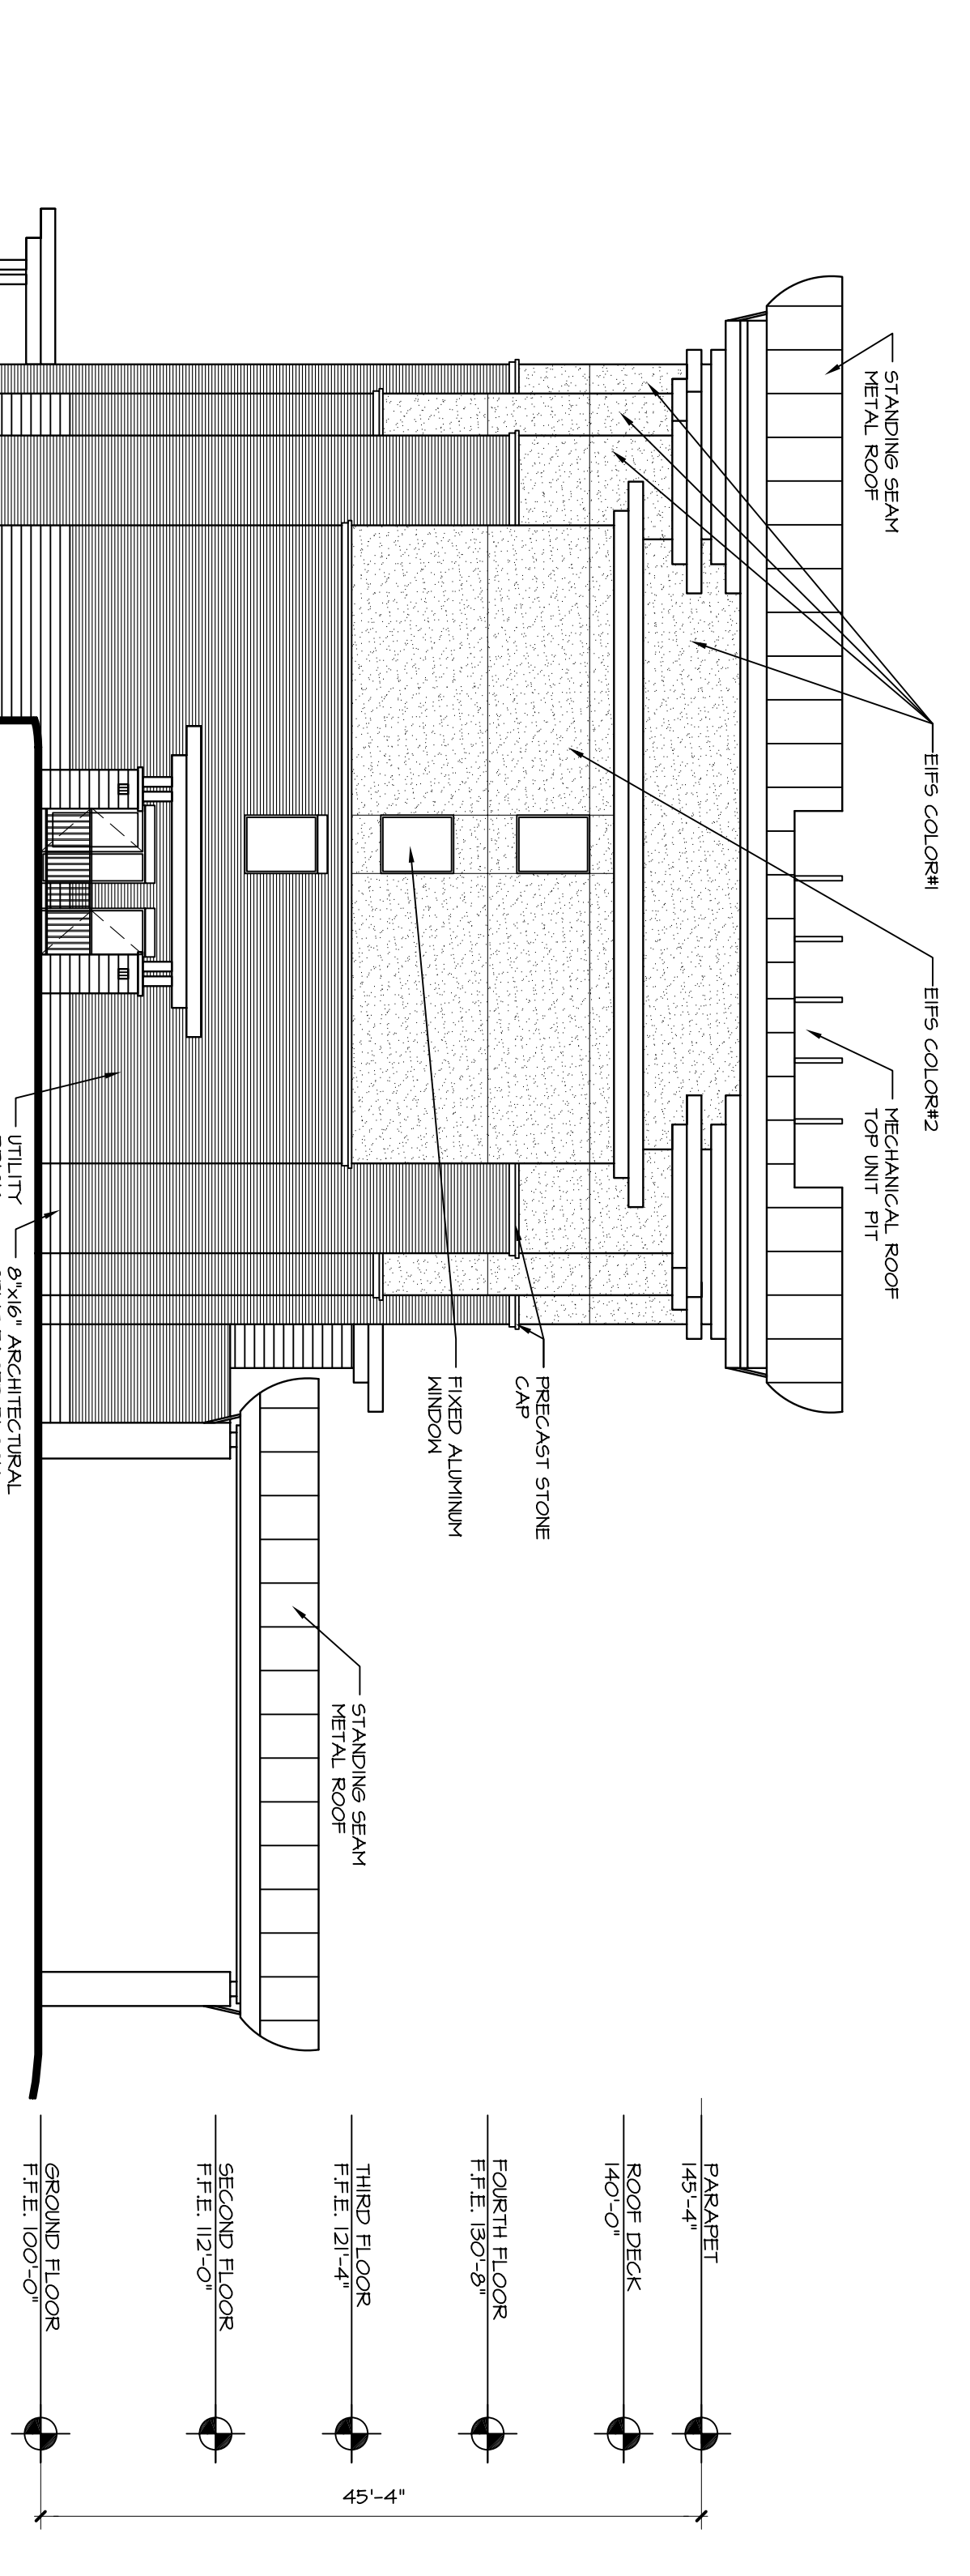 STANDING SEAM
METAL ROOF
EIFS COLOR#1
EIFS COLOR#2
MECHANICAL ROOF
TOP UNIT PIT
PRECAST STONE
CAP
FIXED ALUMINUM
WINDOW
STANDING SEAM
METAL ROOF
UTILITY
8"x16" ARCHITECTURAL
PARAPET
145'-4"
ROOF DECK
140'-0"
FOURTH FLOOR
F.F.E. 130'-8"
THIRD FLOOR
F.F.E. 121'-4"
SECOND FLOOR
F.F.E. 112'-0"
GROUND FLOOR
F.F.E. 100'-0"
45'-4"